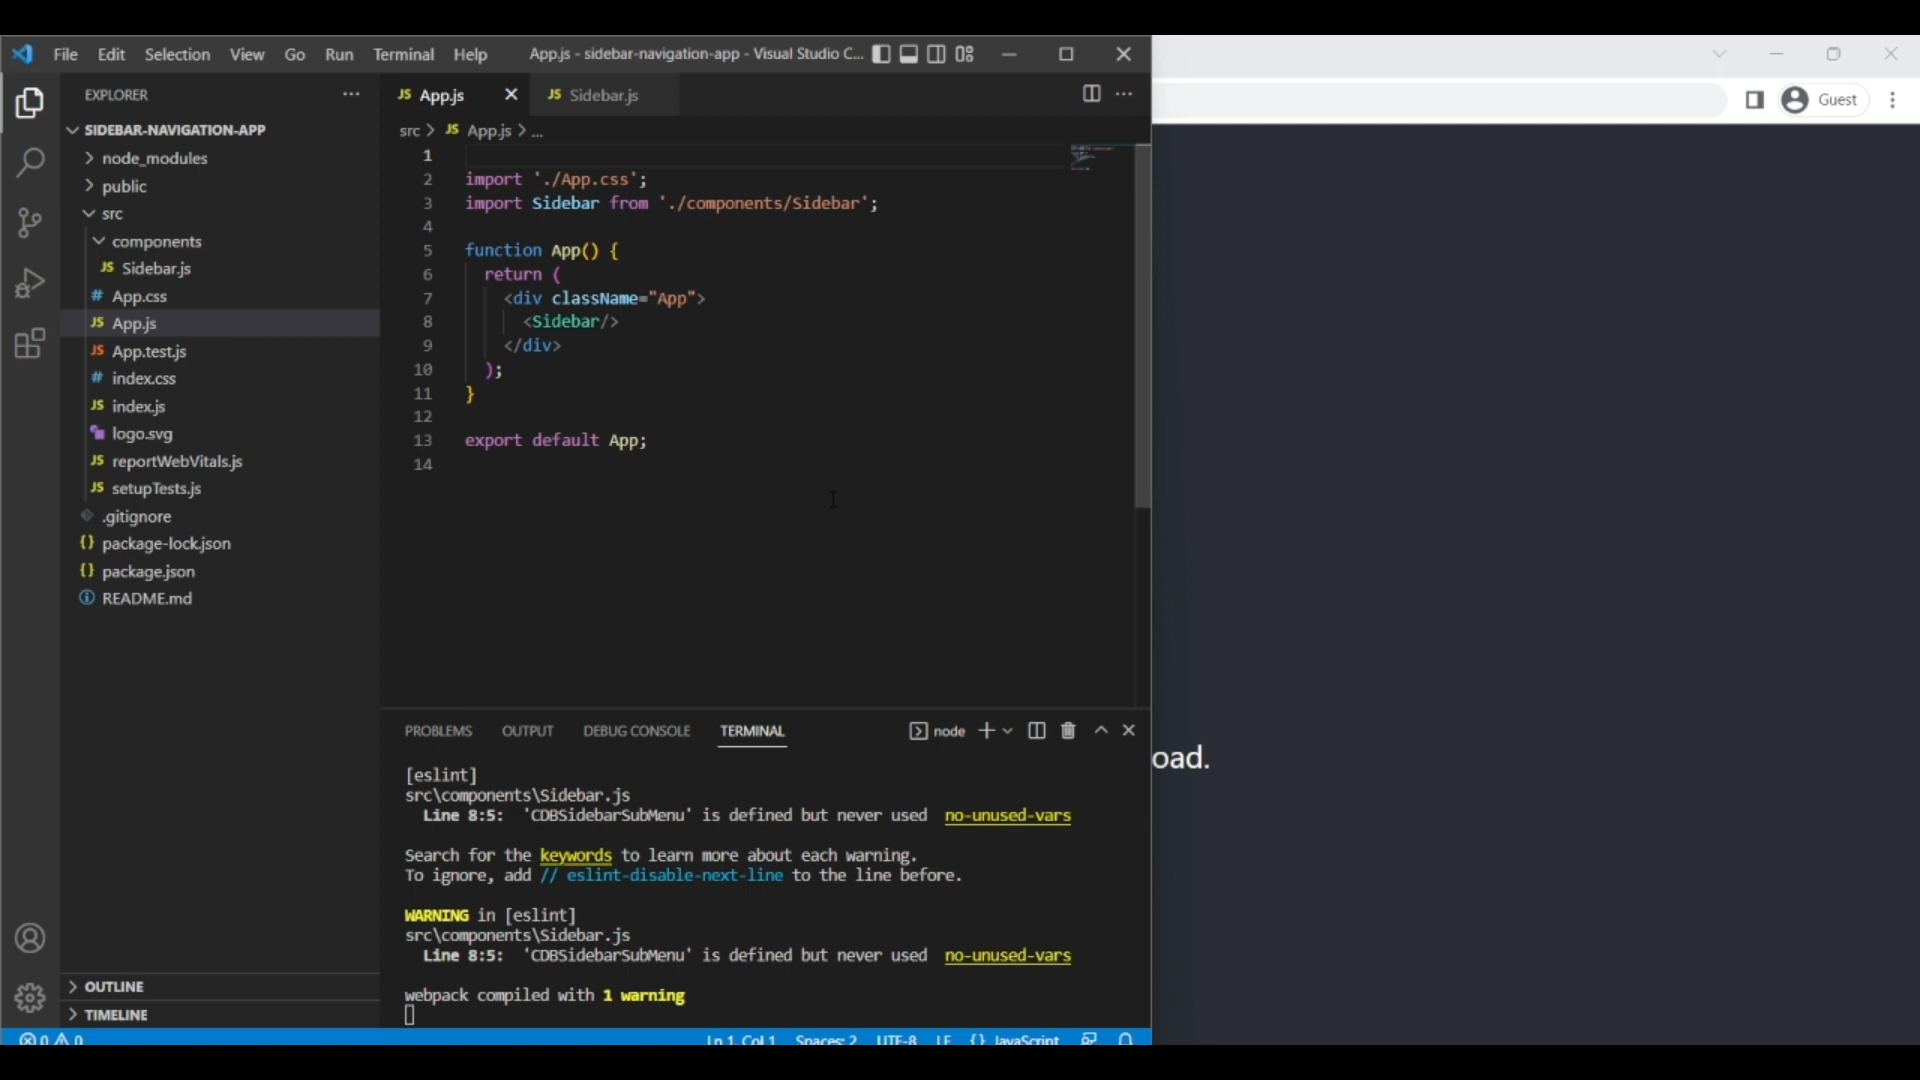 File Edit Selection View Go Run Terminal Help App.js - sidebar-navigation-app - Visual Studio C...
EXPLORER
SIDEBAR-NAVIGATION-APP
node_modules
public
src
components
JS Sidebar.js
# App.css
JS App.js
JS App.test.js
# index.css
JS index.js
logo.svg
JS reportWebVitals.js
JS setupTests.js
.gitignore
{} package-lock.json
{} package.json
README.md
OUTLINE
TIMELINE
JS App.js JS Sidebar.js
src > JS App.js > ...
1
2 import './App.css';
3 import Sidebar from './components/Sidebar';
4
5 function App() {
6 return (
7 <div className="App">
8 <Sidebar/>
9 </div>
10 );
11 }
12
13 export default App;
14
PROBLEMS OUTPUT DEBUG CONSOLE TERMINAL node
[eslint]
src\components\Sidebar.js
Line 8:5: 'CDBSidebarSubMenu' is defined but never used no-unused-vars
Search for the keywords to learn more about each warning.
To ignore, add // eslint-disable-next-line to the line before.
WARNING in [eslint]
src\components\Sidebar.js
Line 8:5: 'CDBSidebarSubMenu' is defined but never used no-unused-vars
webpack compiled with 1 warning
0 0 Ln 1, Col 1 Spaces: 2 UTF-8 LF {} JavaScript
Guest
oad.